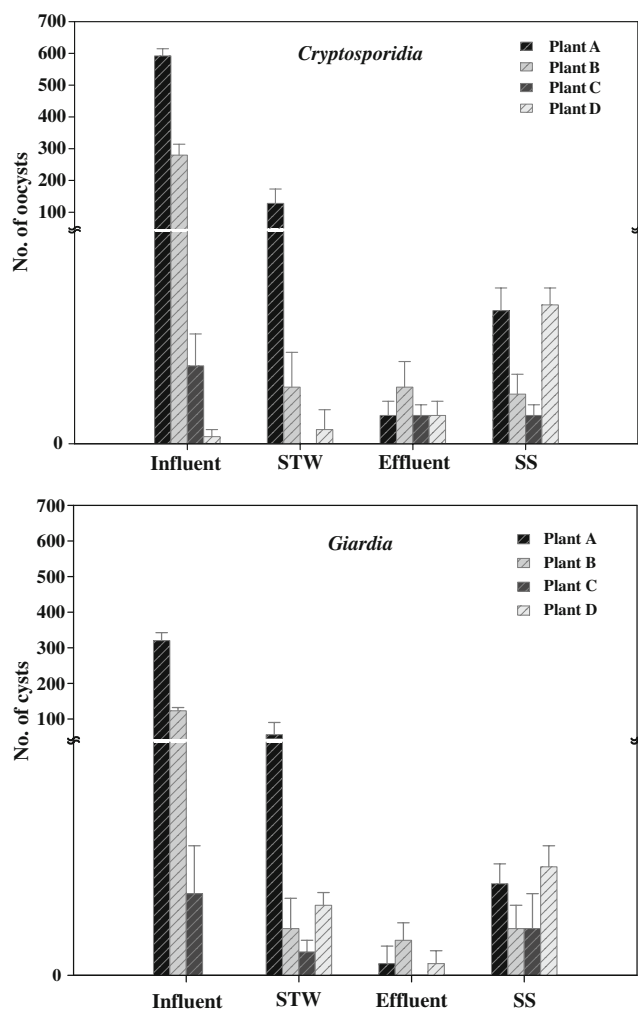 700
600
500
400
300
200
100
0
No. of oocysts
Cryptosporidia
Plant A
Plant B
Plant C
Plant D
Influent STW Effluent SS
700
600
500
400
300
200
100
0
No. of cysts
Giardia
Plant A
Plant B
Plant C
Plant D
Influent STW Effluent SS